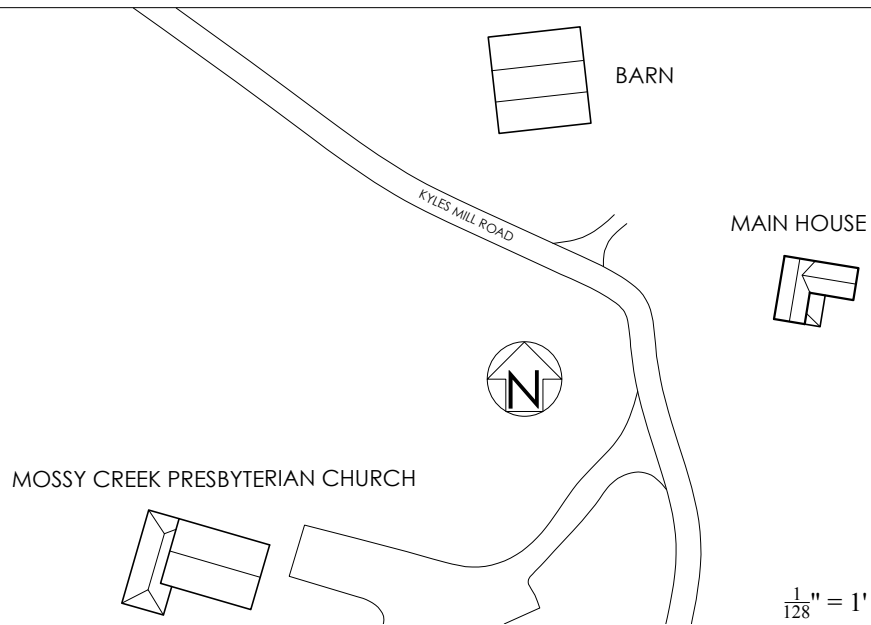 BARN
KYLES MILL ROAD
MAIN HOUSE
N
MOSSY CREEK PRESBYTERIAN CHURCH
1/128" = 1'